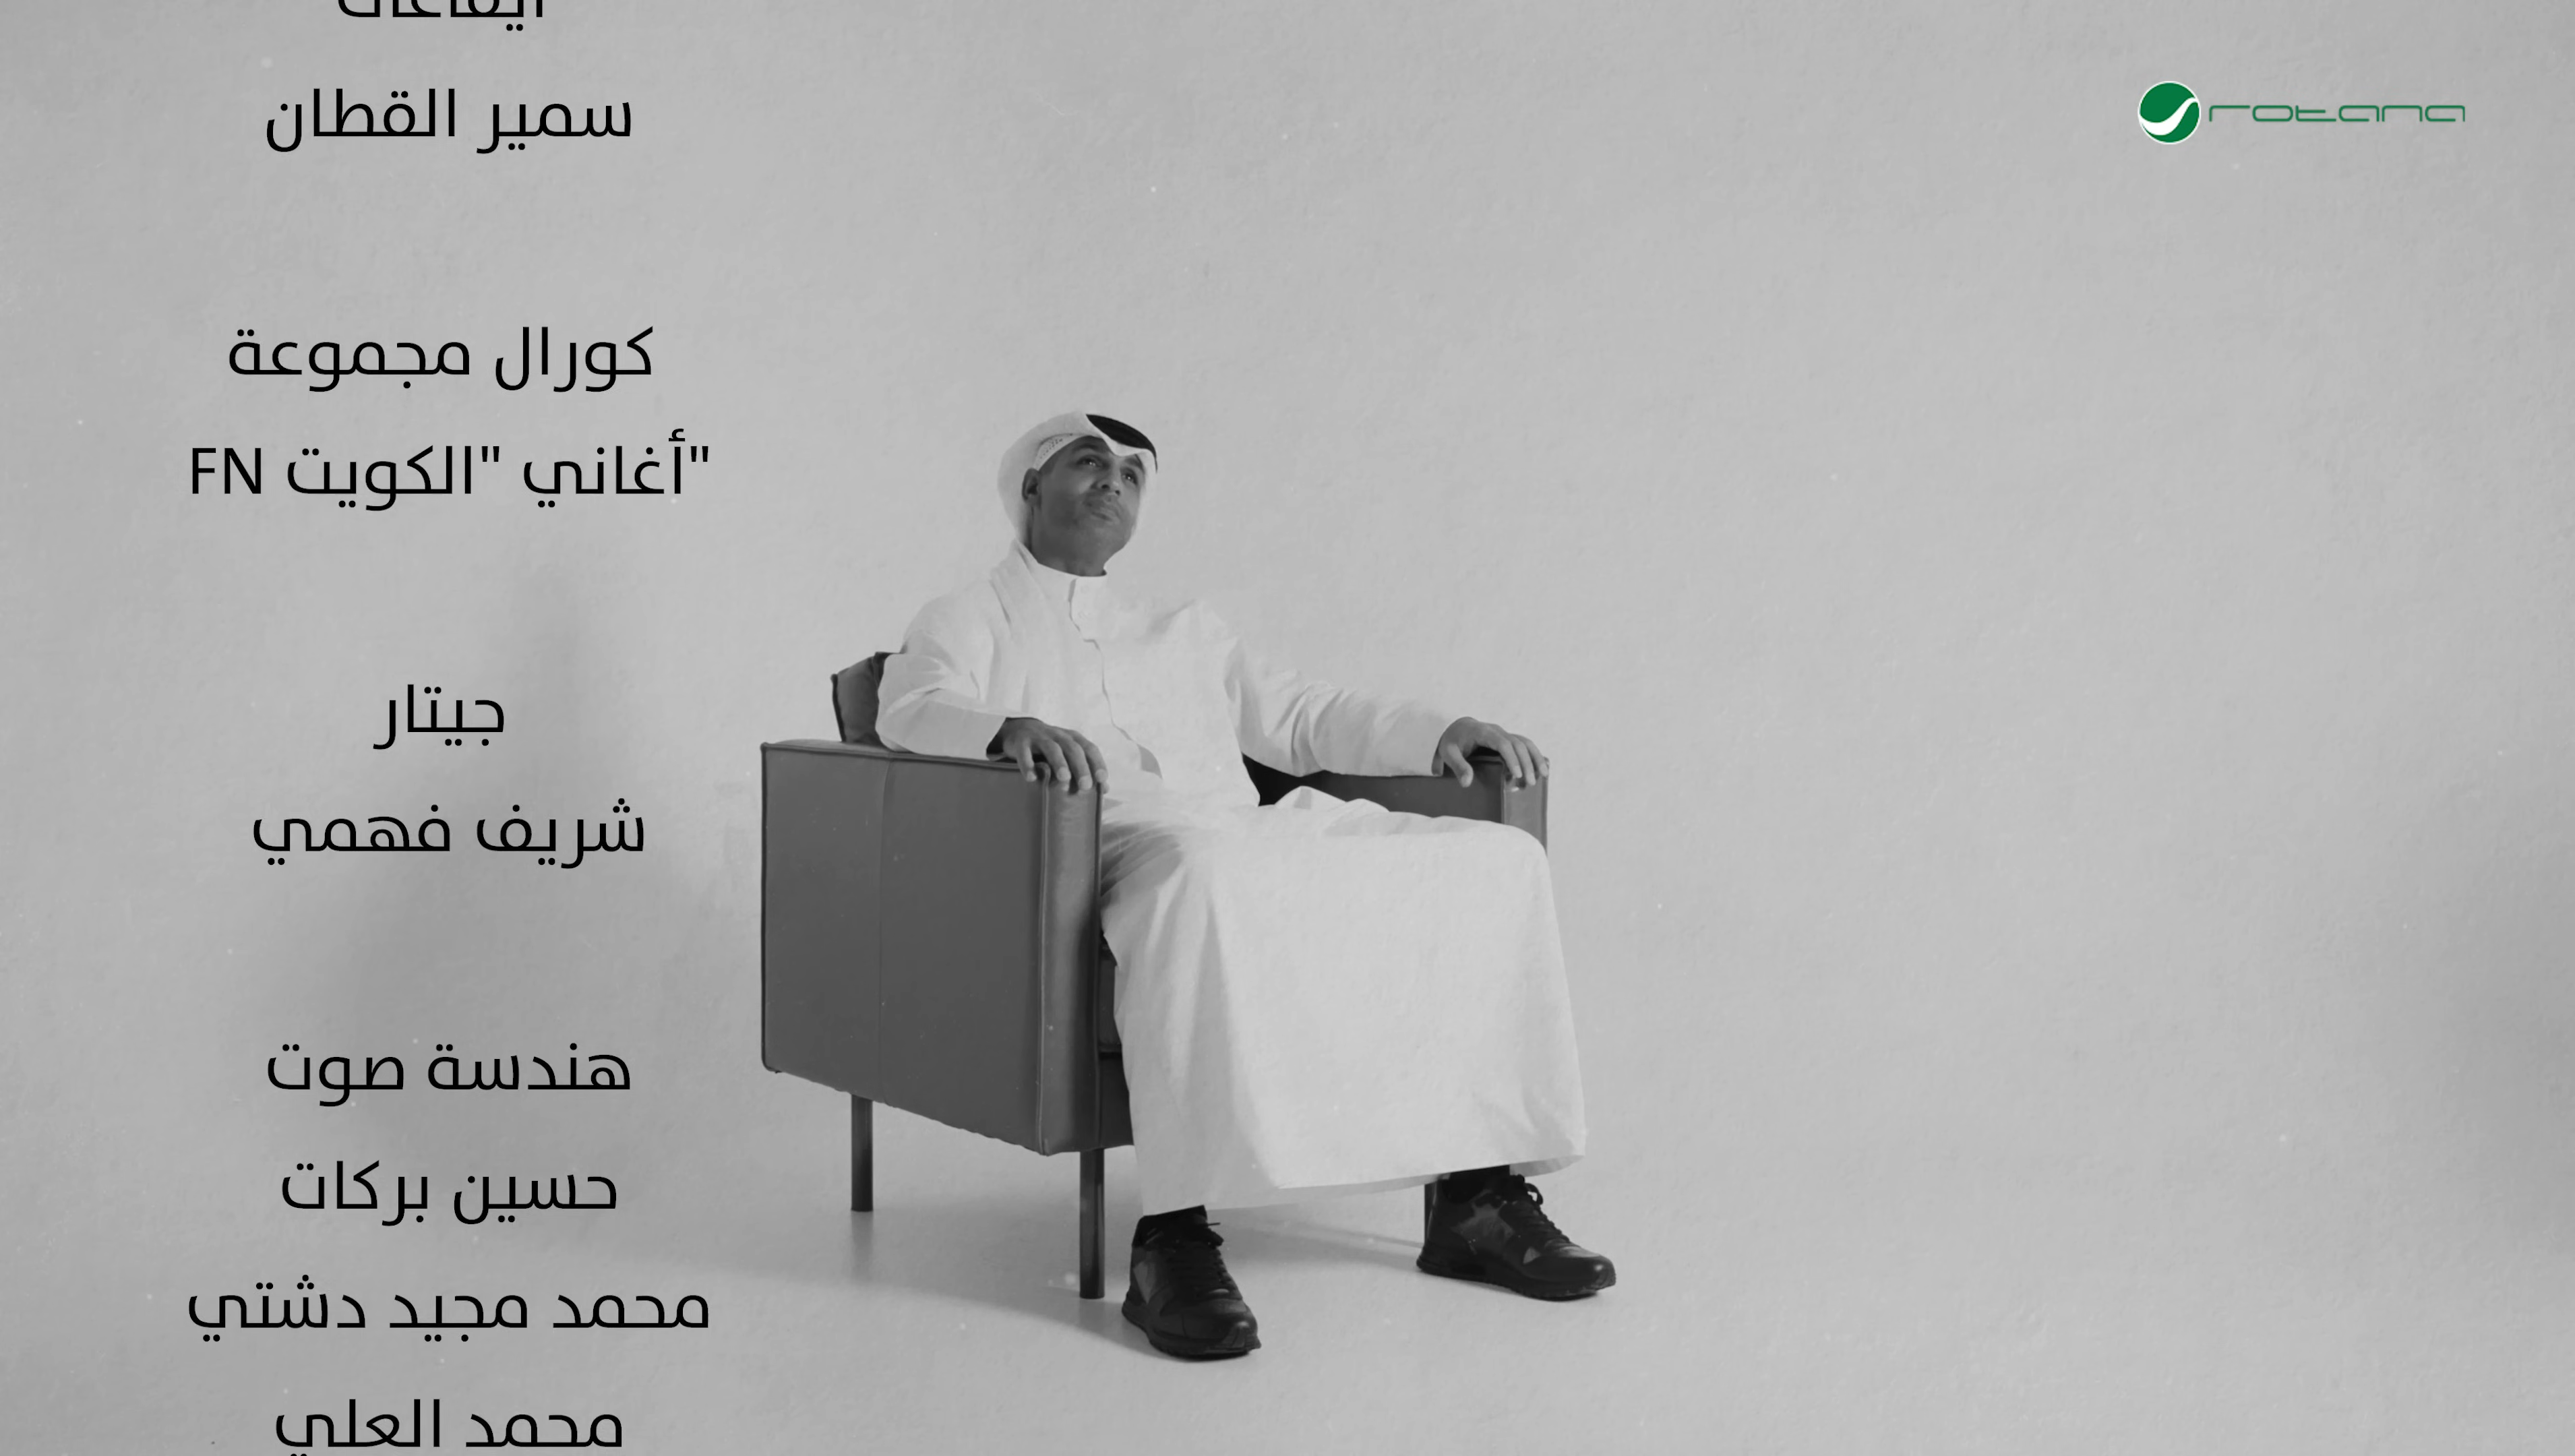 سمير القطان
كورال مجموعة
"أغاني "الكويت FN
جيتار
شريف فهمي
هندسة صوت
حسين بركات
محمد مجيد دشتي
محمد العلي
rotana